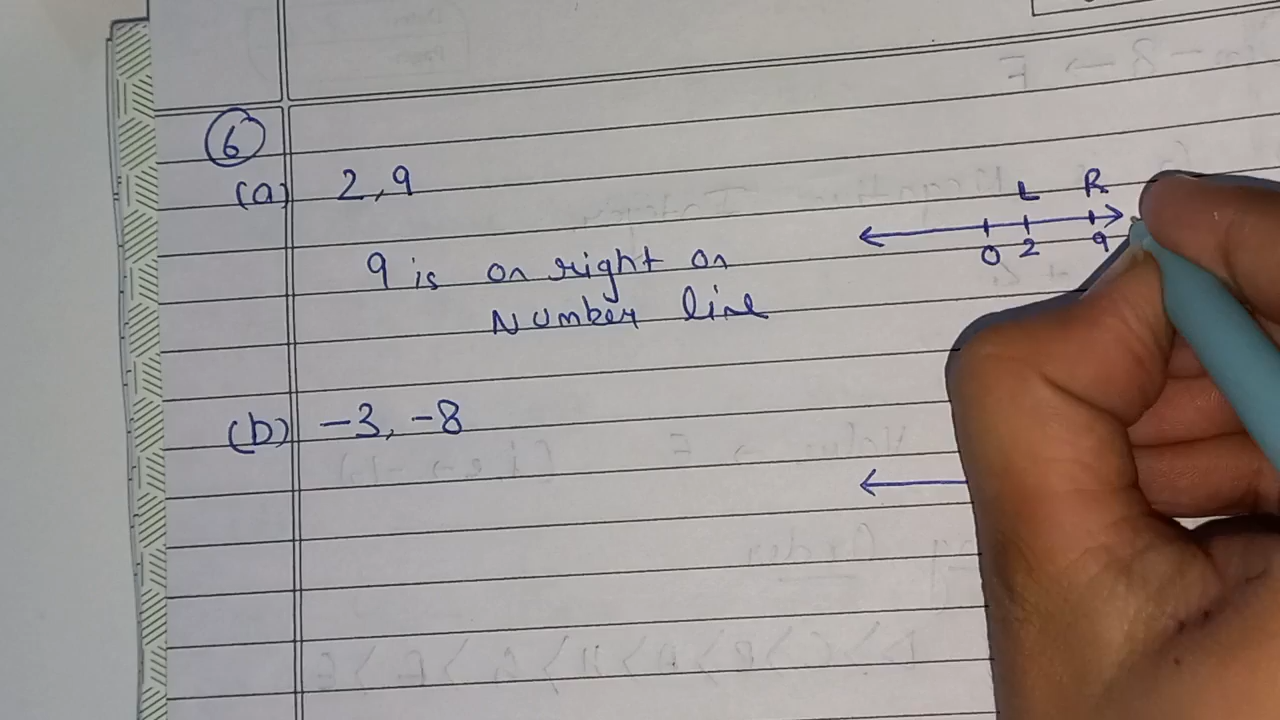 6
(a) 2, 9
L R
0 2 9
9 is on right on
Number line
(b) -3, -8